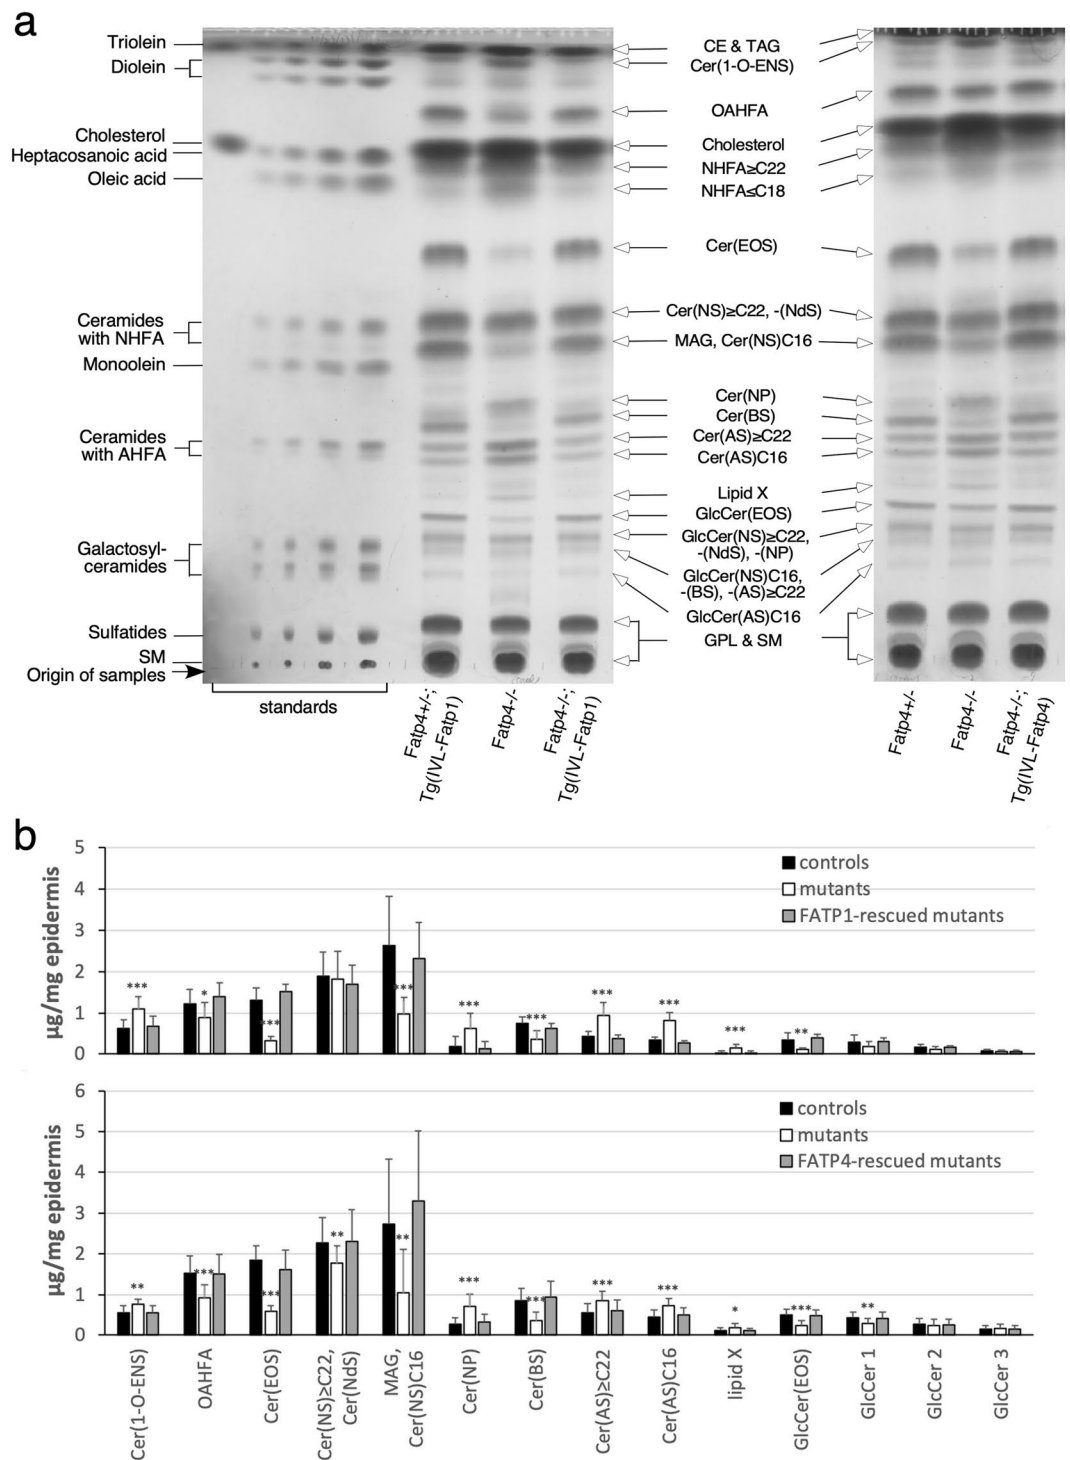 a
Triolein
Diolein
Cholesterol
Heptacosanoic acid
Oleic acid
Ceramides
with NHFA
Monoolein
Ceramides
with AHFA
Galactosyl-
ceramides
Sulfatides
SM
Origin of samples
standards
Fatp4+/-;
Tg(IVL-Fatp1)
Fatp4-/-
Fatp4-/-;
Tg(IVL-Fatp1)
CE & TAG
Cer(1-O-ENS)
OAHFA
Cholesterol
NHFA≥C22
NHFA≤C18
Cer(EOS)
Cer(NS)≥C22, -(NdS)
MAG, Cer(NS)C16
Cer(NP)
Cer(BS)
Cer(AS)≥C22
Cer(AS)C16
Lipid X
GlcCer(EOS)
GlcCer(NS)≥C22,
-(NdS), -(NP)
GlcCer(NS)C16,
-(BS), -(AS)≥C22
GlcCer(AS)C16
GPL & SM
Fatp4+/-
Fatp4-/-
Fatp4-/-;
Tg(IVL-Fatp4)
b
µg/mg epidermis
5
4
3
2
1
0
controls
mutants
FATP1-rescued mutants
***
*
***
***
***
***
***
***
***
**
µg/mg epidermis
6
5
4
3
2
1
0
controls
mutants
FATP4-rescued mutants
**
***
***
**
**
***
***
***
***
*
***
**
Cer(1-O-ENS)
OAHFA
Cer(EOS)
Cer(NS)≥C22,
Cer(NdS)
MAG,
Cer(NS)C16
Cer(NP)
Cer(BS)
Cer(AS)≥C22
Cer(AS)C16
lipid X
GlcCer(EOS)
GlcCer 1
GlcCer 2
GlcCer 3